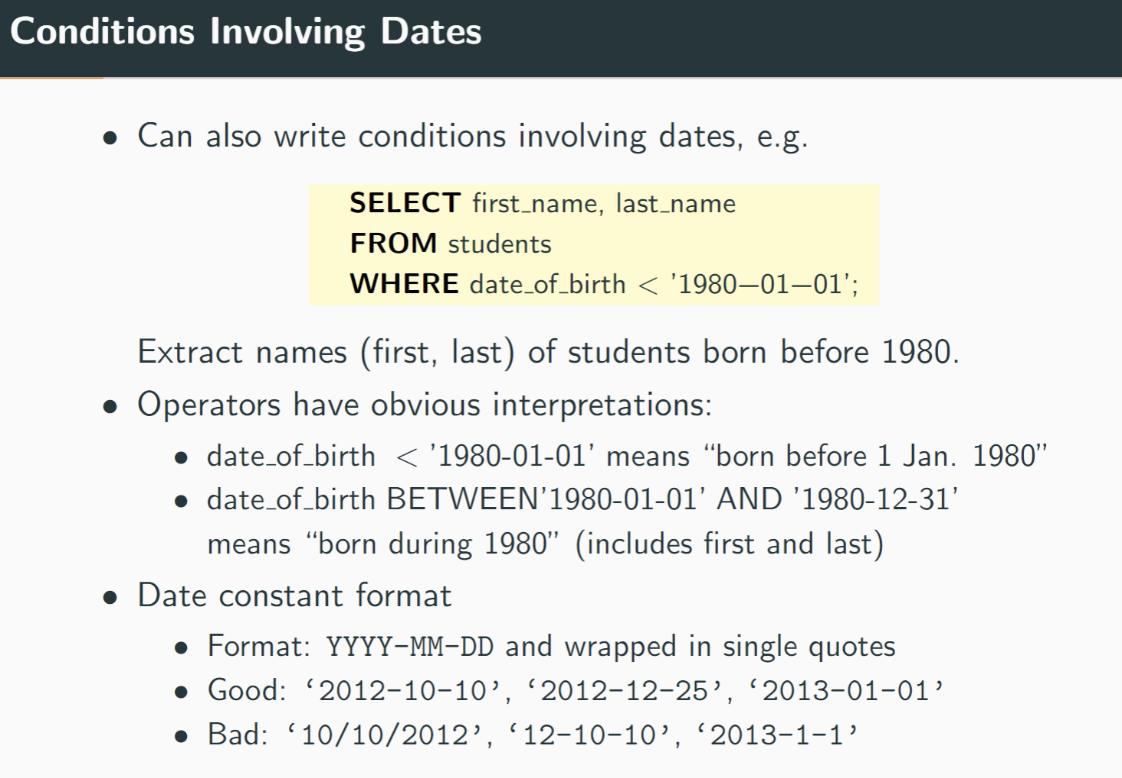 Conditions Involving Dates
• Can also write conditions involving dates, e.g.
SELECT first_name, last_name
FROM students
WHERE date_of_birth < '1980−01−01';
Extract names (first, last) of students born before 1980.
• Operators have obvious interpretations:
• date_of_birth < '1980-01-01' means “born before 1 Jan. 1980”
• date_of_birth BETWEEN'1980-01-01' AND '1980-12-31'
means “born during 1980” (includes first and last)
• Date constant format
• Format: YYYY-MM-DD and wrapped in single quotes
• Good: ‘2012-10-10’, ‘2012-12-25’, ‘2013-01-01’
• Bad: ‘10/10/2012’, ‘12-10-10’, ‘2013-1-1’